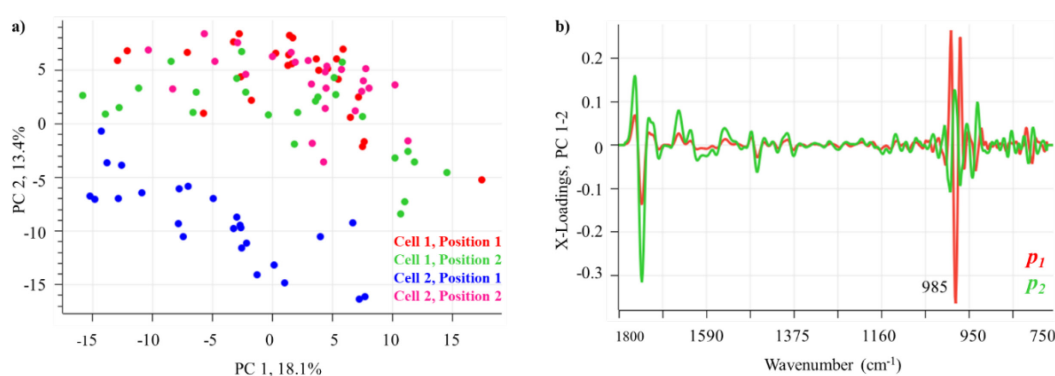 a)
PC 2, 13.4%
5
0
-5
-10
-15
-15
-10
-5
0
5
10
15
PC 1, 18.1%
Cell 1, Position 1
Cell 1, Position 2
Cell 2, Position 1
Cell 2, Position 2
b)
X-Loadings, PC 1-2
0.2
0.1
0
-0.1
-0.2
-0.3
985
p1
p2
1800
1590
1375
1160
950
750
Wavenumber (cm-1)